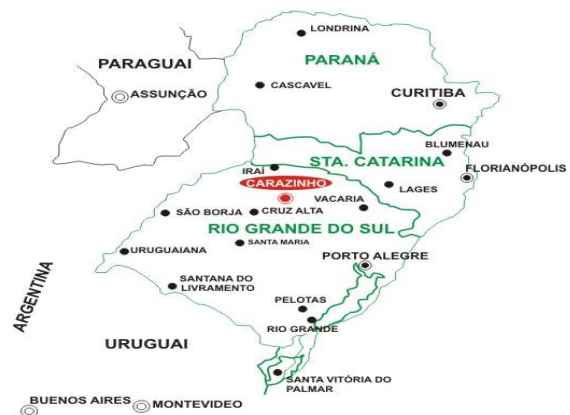 LONDRINA
PARANÁ
PARAGUAI
CASCAVEL
ASSUNÇÃO
CURITIBA
BLUMENAU
STA. CATARINA
IRAÍ
FLORIANÓPOLIS
CARAZINHO
LAGES
VACARIA
SÃO BORJA
CRUZ ALTA
RIO GRANDE DO SUL
SANTA MARIA
URUGUAIANA
PORTO ALEGRE
SANTANA DO
LIVRAMENTO
ARGENTINA
PELOTAS
RIO GRANDE
URUGUAI
SANTA VITÓRIA DO
PALMAR
BUENOS AIRES
MONTEVIDEO